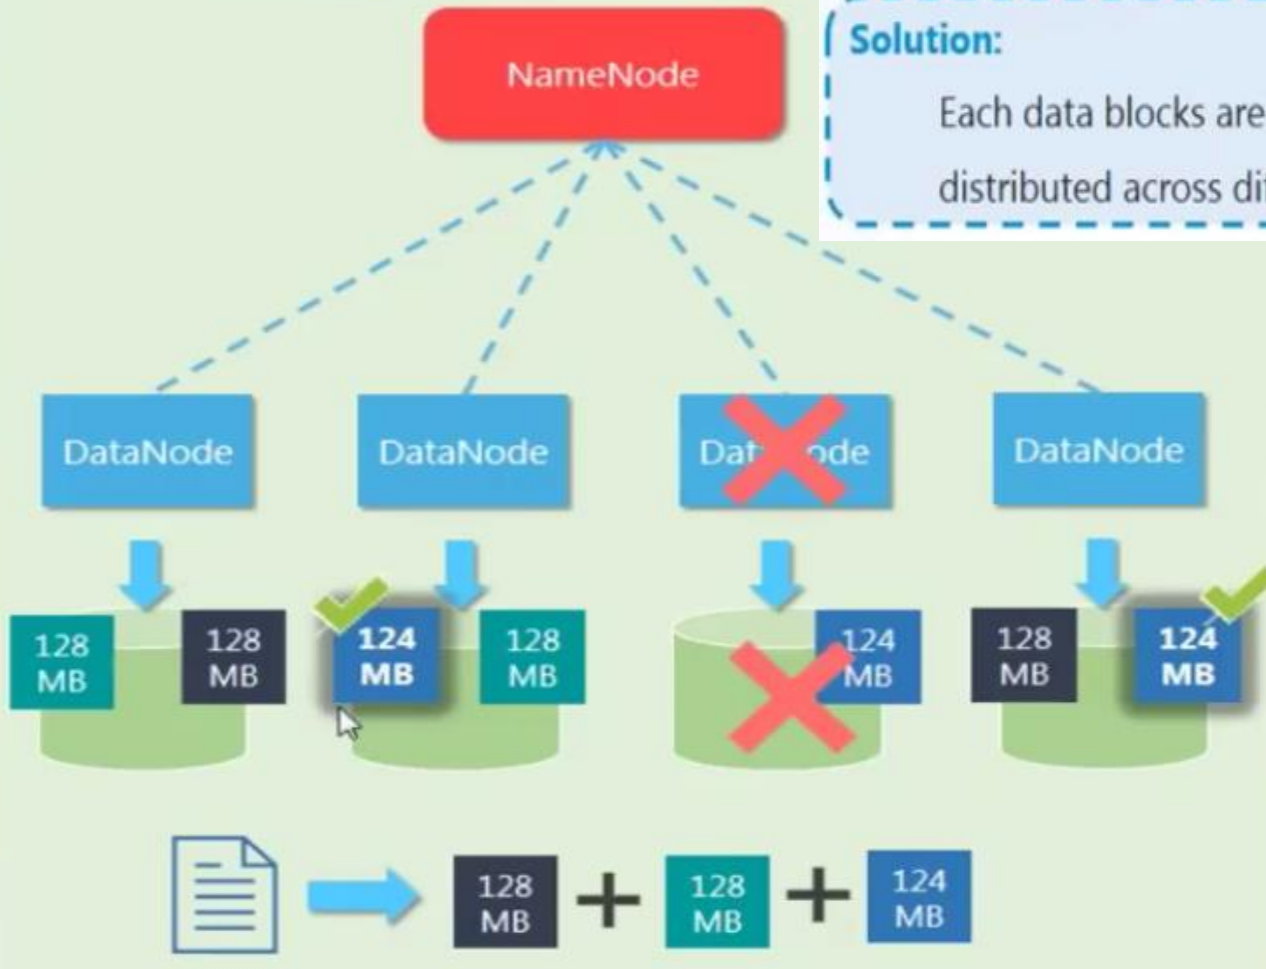 NameNode
Solution:
Each data blocks are
distributed across
DataNode
DataNode
DataNode
128
MB
128
MB
124
MB
128
MB
124
MB
128
MB
124
MB
128
MB
128
MB
124
MB